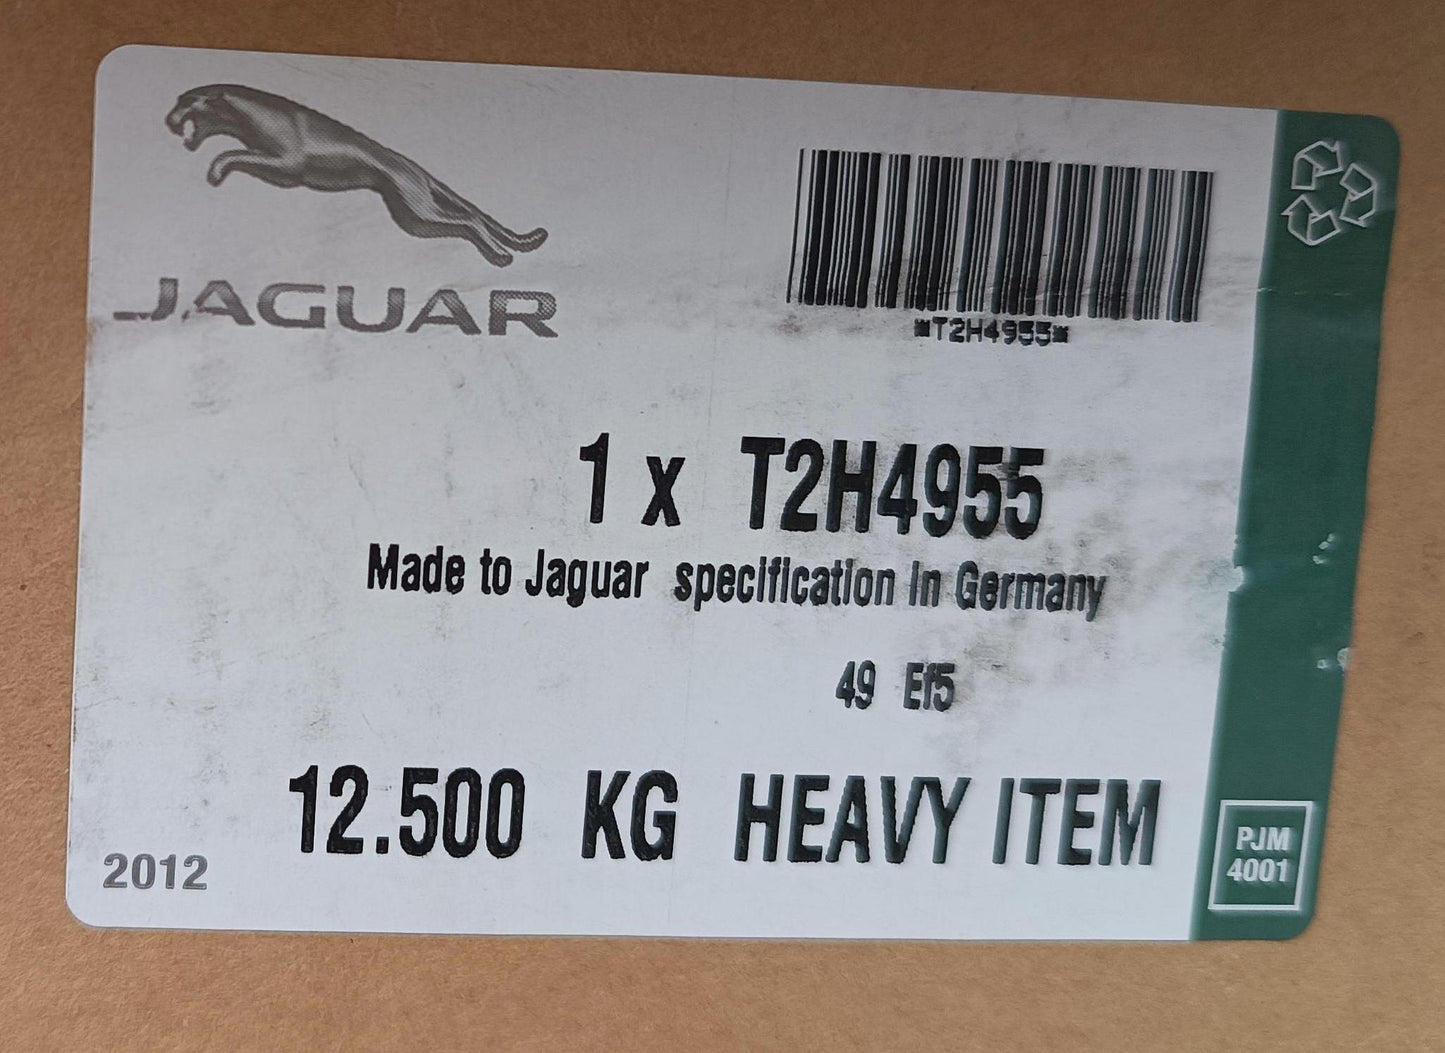 JAGUAR
*T2H4955*
1 x T2H4955
Made to Jaguar specification in Germany
49 Ef5
12.500 KG HEAVY ITEM
2012
PJM
4001